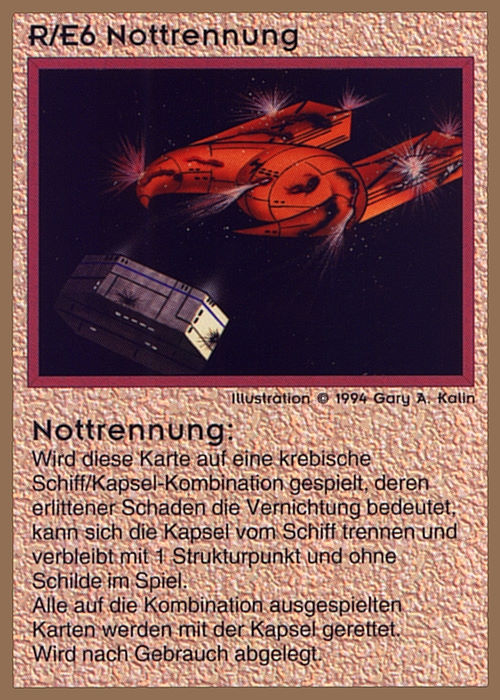 R/E6 Nottrennung
Illustration © 1994 Gary A. Kalin
Nottrennung:
Wird diese Karte auf eine krebische
Schiff/Kapsel-Kombination gespielt, deren
erlittener Schaden die Vernichtung bedeutet,
kann sich die Kapsel vom Schiff trennen und
verbleibt mit 1 Strukturpunkt und ohne
Schilde im Spiel.
Alle auf die Kombination ausgespielten
Karten werden mit der Kapsel gerettet.
Wird nach Gebrauch abgelegt.